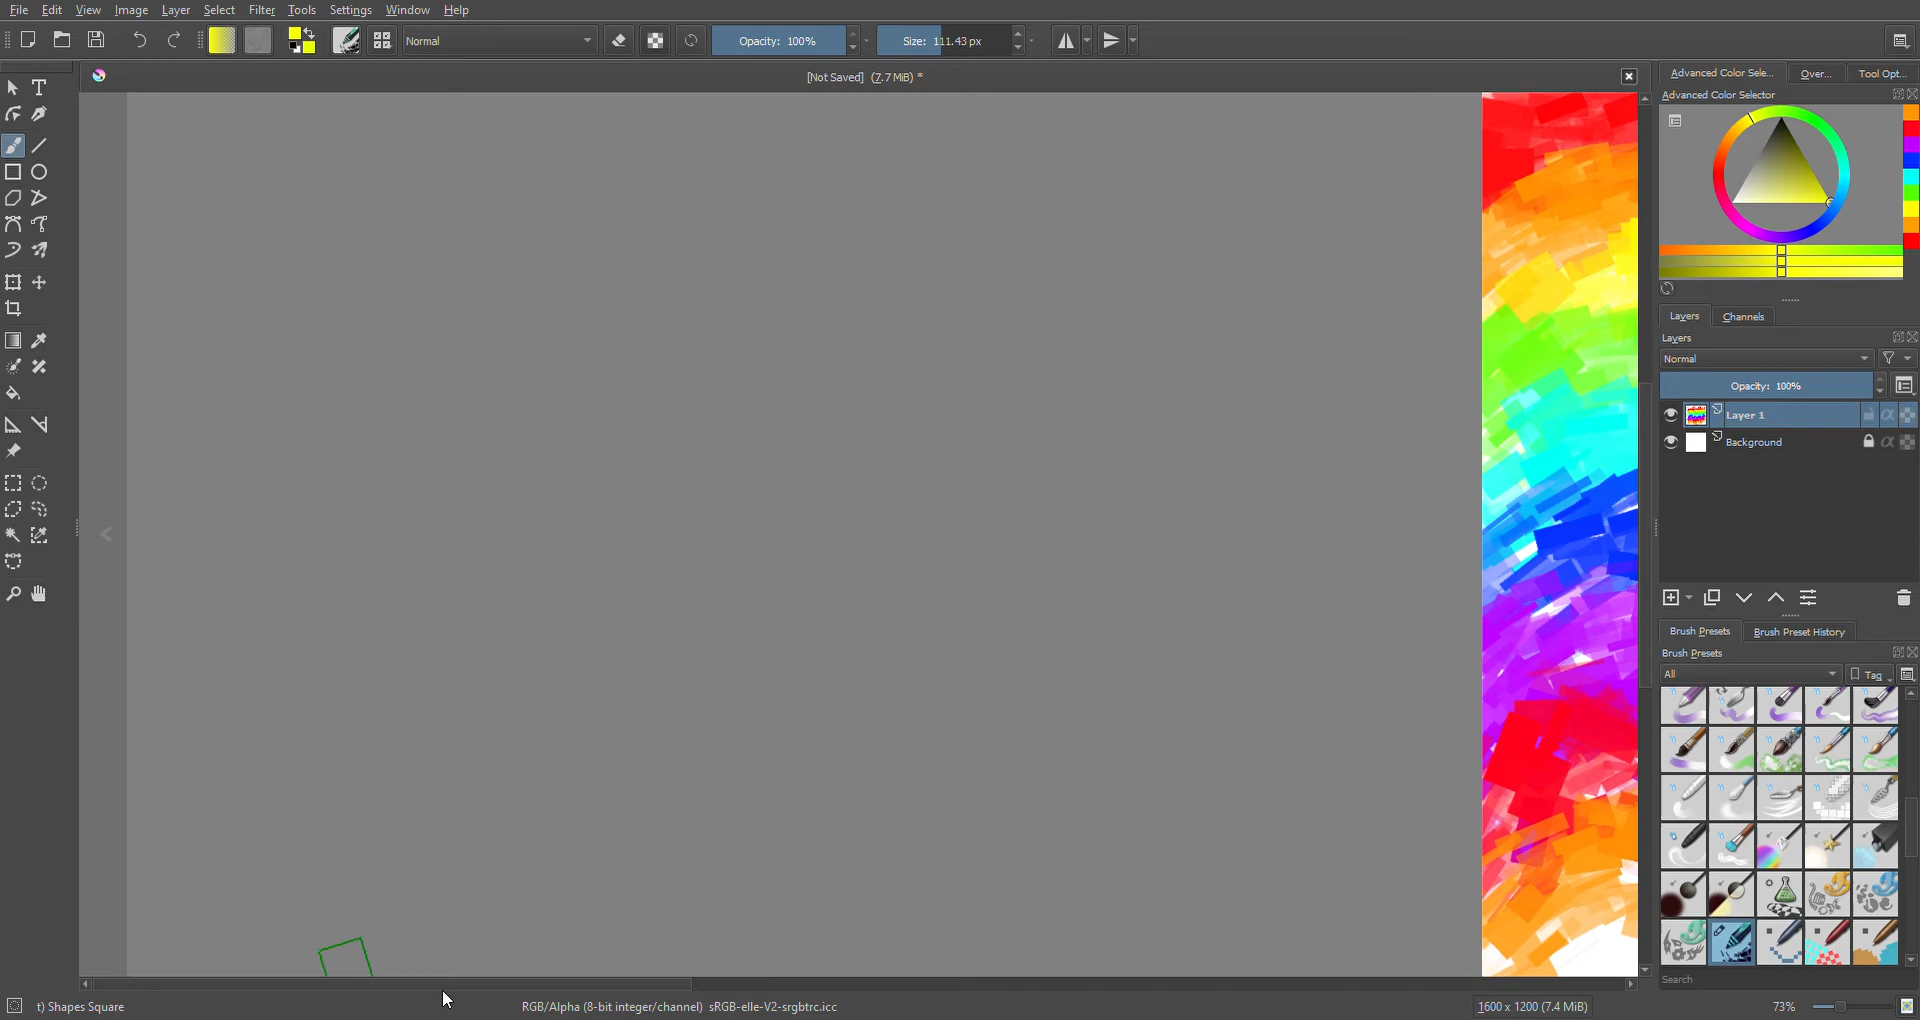 File Edit View Image Layer Select Filter Tools Settings Window Help
Normal Opacity: 100% Size: 111.43 px
[Not Saved] (7.7 MiB) *
Advanced Color Sele... Over... Tool Opt...
Advanced Color Selector
Layers Channels
Layers
Normal
Opacity: 100%
Layer 1
Background
Brush Presets Brush Preset History
Brush Presets
All Tag
Search
t) Shapes Square RGB/Alpha (8-bit integer/channel) sRGB-elle-V2-srgbtrc.icc 1600 x 1200 (7.4 MiB) 73%